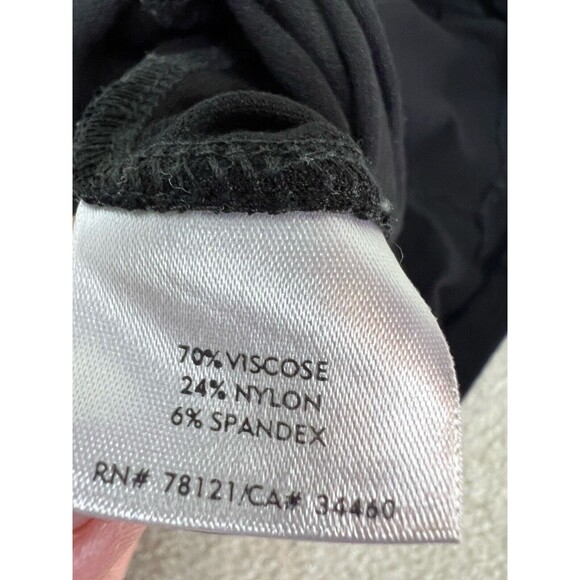 70% VISCOSE
24% NYLON
6% SPANDEX
RN# 78121/CA# 34460